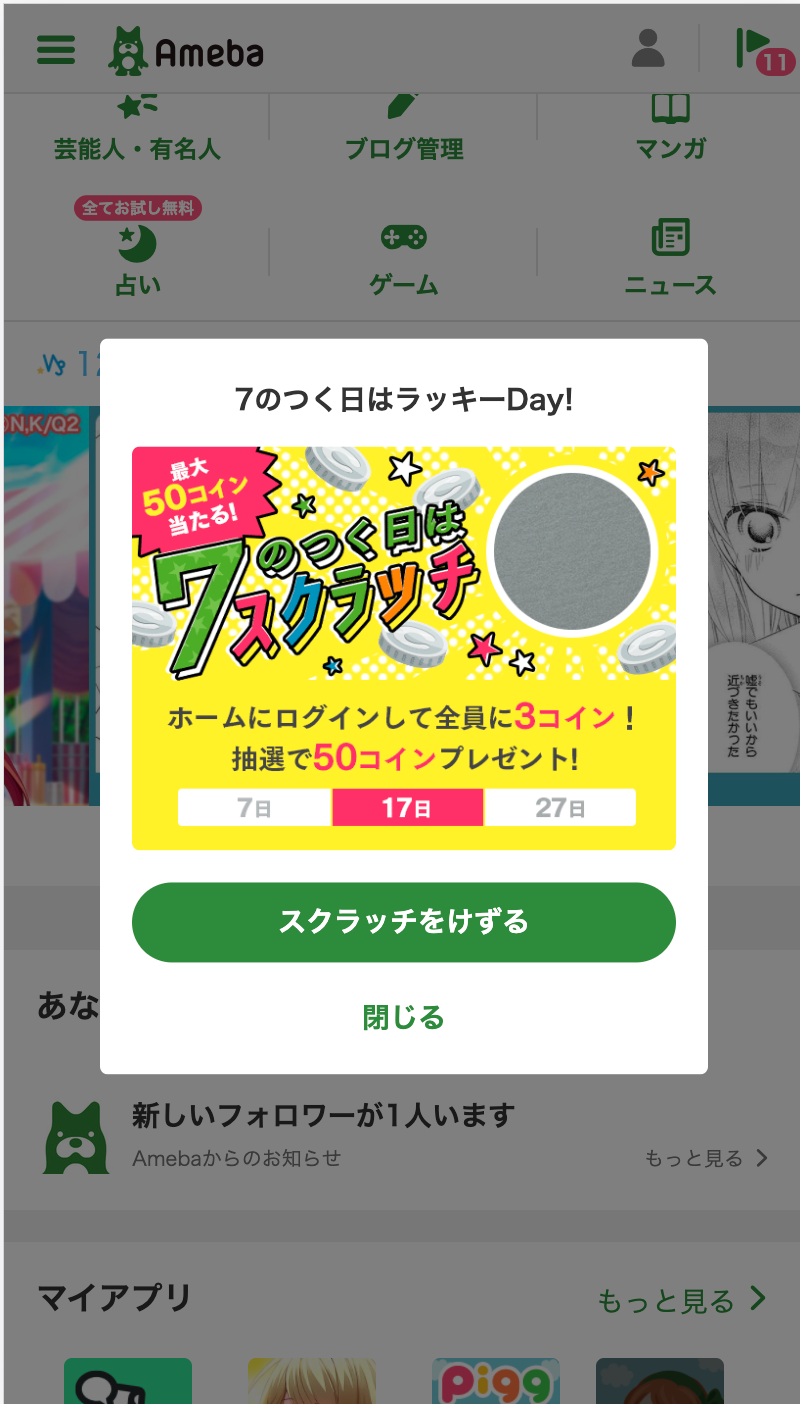 Ameba
11
芸能人・有名人
ブログ管理
マンガ
全てお試し無料
占い
ゲーム
ニュース
N,K/Q2
7のつく日はラッキーDay!
最大
50コイン
当たる!
7のつく日は
スクラッチ
ホームにログインして全員に3コイン！
抽選で50コインプレゼント!
7日
17日
27日
嘘でもいいから
近づきたかった
スクラッチをけずる
閉じる
あな
新しいフォロワーが1人います
Amebaからのお知らせ
もっと見る
マイアプリ
もっと見る
pigg